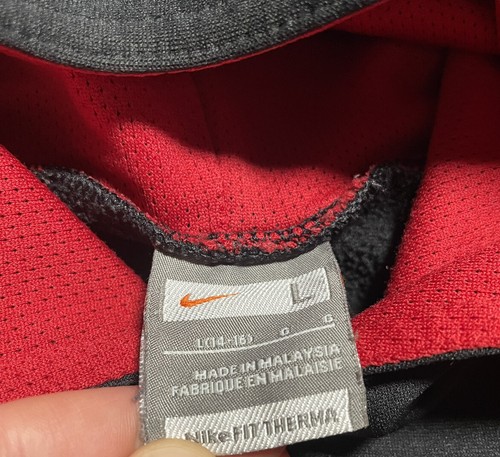 L
L(14-16) G G
MADE IN MALAYSIA
FABRIQUE EN MALAISIE
NIKE FIT THERMA